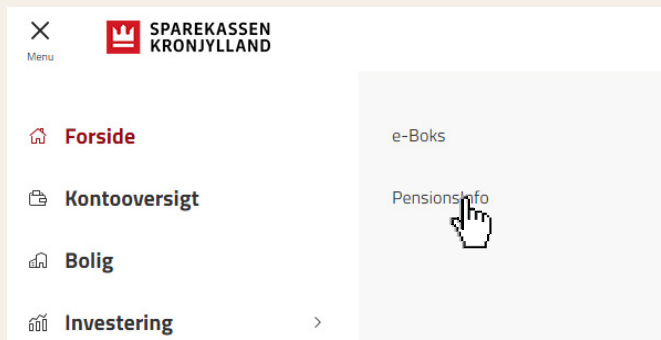 SPAREKASSEN
KRONJYLLAND
Menu
Forside
Kontooversigt
Bolig
Investering
e-Boks
PensionsInfo